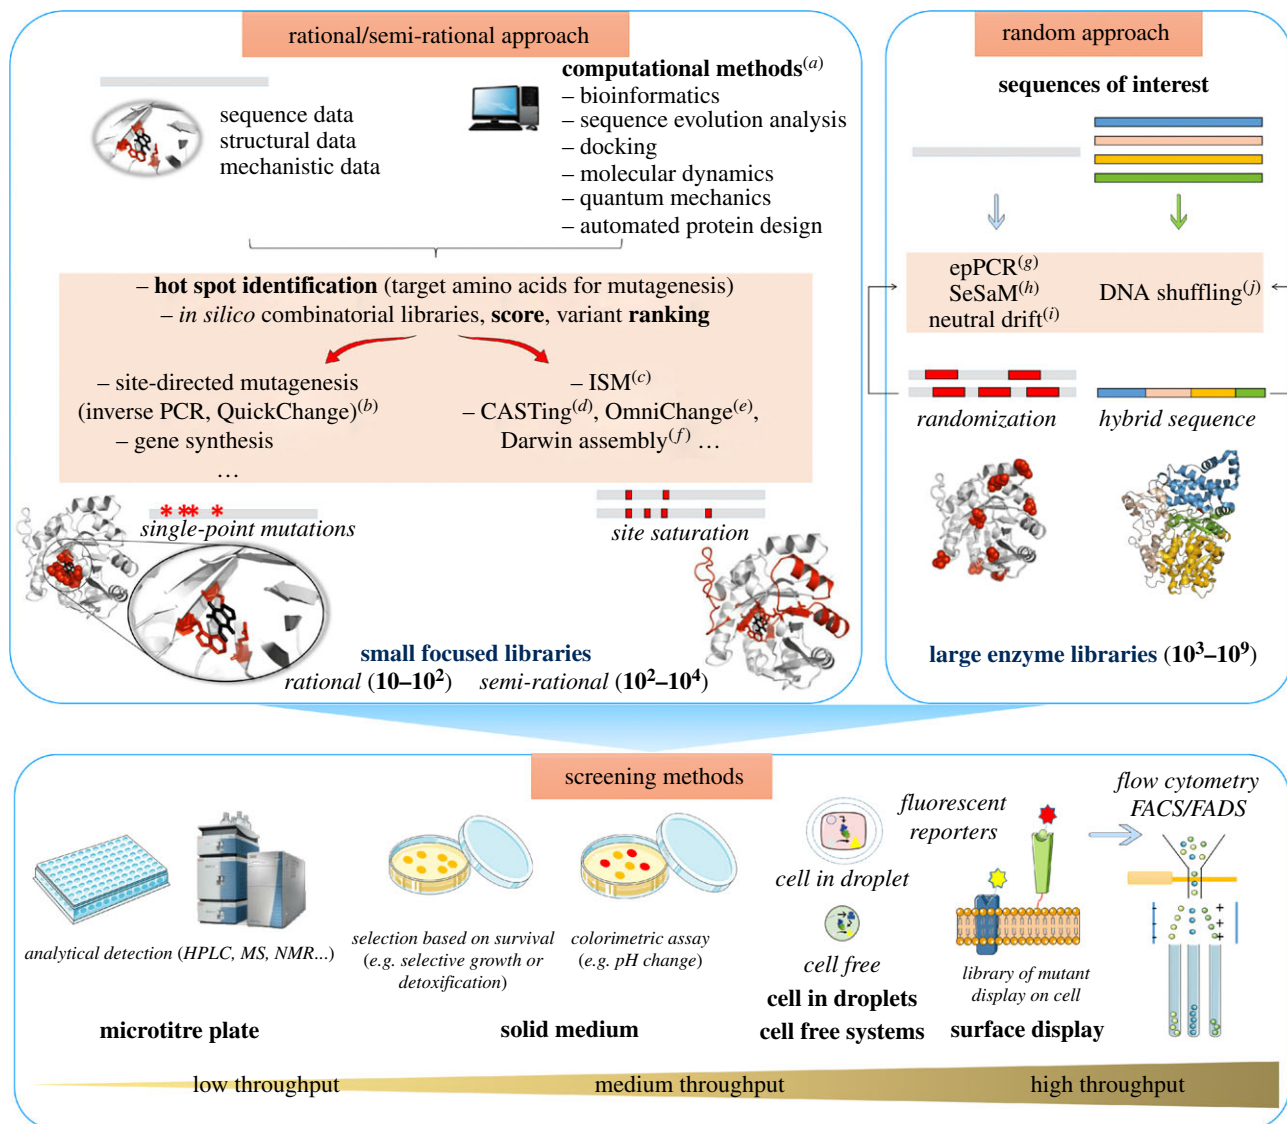 rational/semi-rational approach
sequence data
structural data
mechanistic data
computational methods(a)
– bioinformatics
– sequence evolution analysis
– docking
– molecular dynamics
– quantum mechanics
– automated protein design
– hot spot identification (target amino acids for mutagenesis)
– in silico combinatorial libraries, score, variant ranking
– site-directed mutagenesis
(inverse PCR, QuickChange)(b)
– gene synthesis
…
– ISM(c)
– CASTing(d), OmniChange(e),
Darwin assembly(f) …
single-point mutations
site saturation
small focused libraries
rational (10–10²) semi-rational (10²–10⁴)
random approach
sequences of interest
epPCR(g)
SeSaM(h)
neutral drift(i)
DNA shuffling(j)
randomization
hybrid sequence
large enzyme libraries (10³–10⁹)
screening methods
analytical detection (HPLC, MS, NMR...)
microtitre plate
selection based on survival
(e.g. selective growth or
detoxification)
colorimetric assay
(e.g. pH change)
solid medium
cell in droplet
cell free
cell in droplets
cell free systems
fluorescent
reporters
library of mutant
display on cell
surface display
flow cytometry
FACS/FADS
- +
- +
- +
low throughput
medium throughput
high throughput